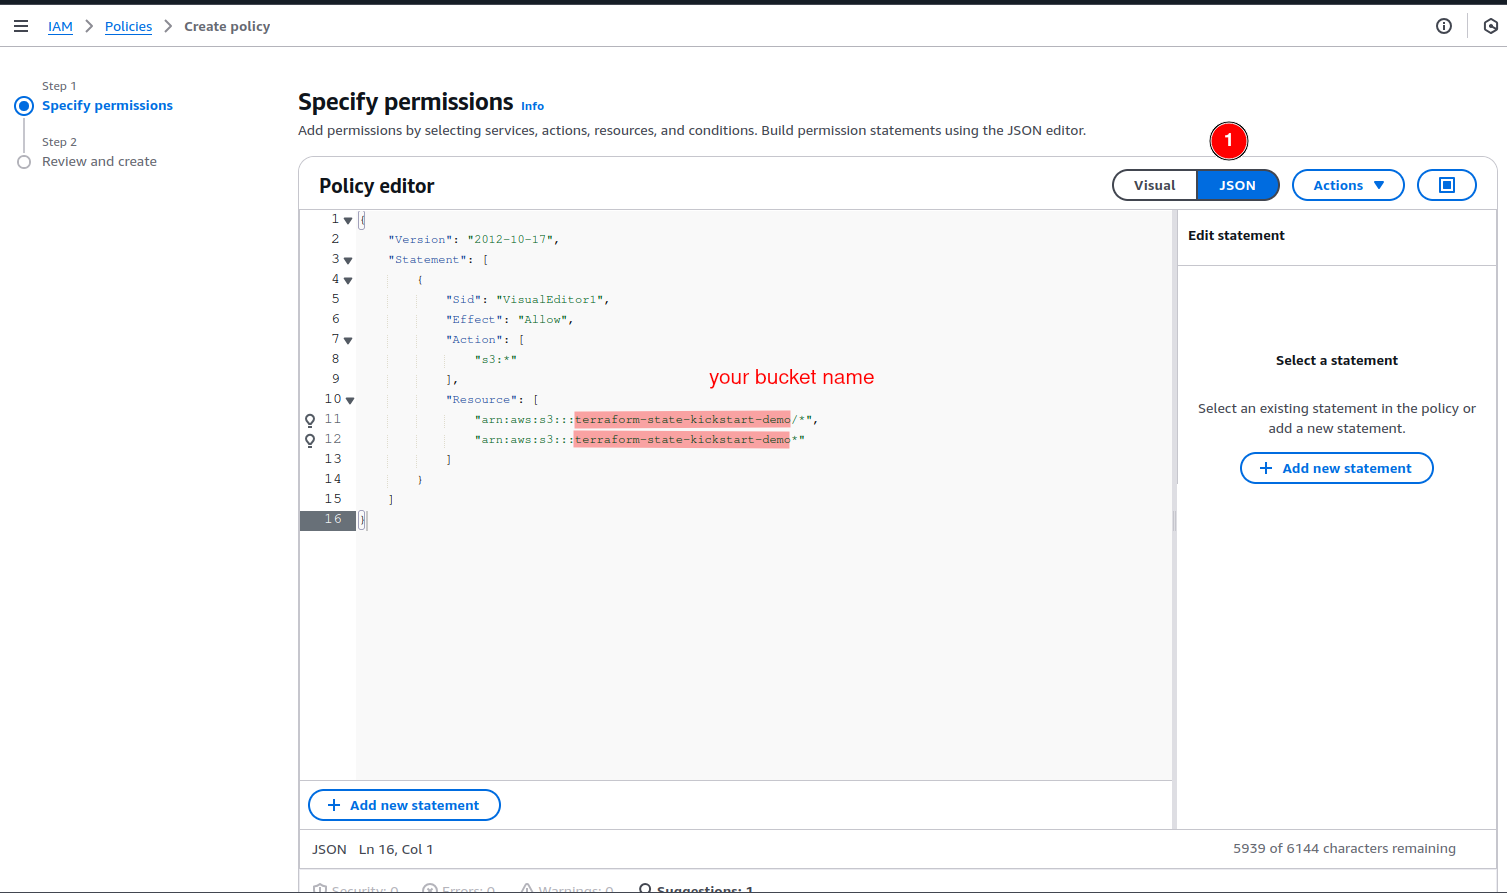 IAM > Policies > Create policy
Step 1
Specify permissions
Step 2
Review and create
Specify permissions Info
Add permissions by selecting services, actions, resources, and conditions. Build permission statements using the JSON editor.
1
Policy editor
Visual JSON Actions
1 {
2 "Version": "2012-10-17",
3 "Statement": [
4 {
5 "Sid": "VisualEditor1",
6 "Effect": "Allow",
7 "Action": [
8 "s3:*"
9 ],
your bucket name
10 "Resource": [
11 "arn:aws:s3:::terraform-state-kickstart-demo/*",
12 "arn:aws:s3:::terraform-state-kickstart-demo*"
13 ]
14 }
15 ]
16 }
Edit statement
Select a statement
Select an existing statement in the policy or
add a new statement.
+ Add new statement
+ Add new statement
JSON Ln 16, Col 1
5939 of 6144 characters remaining
Security: 0 Errors: 0 Warnings: 0 Suggestions: 1